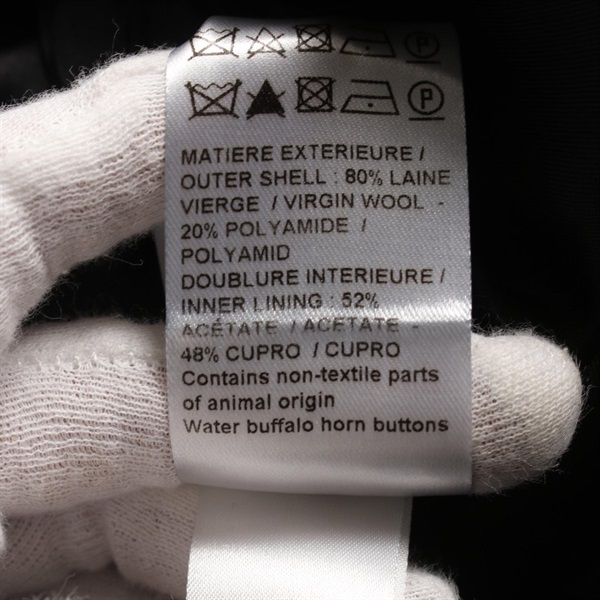 P
P
MATIERE EXTERIEURE /
OUTER SHELL : 80% LAINE
VIERGE / VIRGIN WOOL -
20% POLYAMIDE /
POLYAMID
DOUBLURE INTERIEURE /
INNER LINING : 52%
ACÉTATE / ACETATE -
48% CUPRO / CUPRO
Contains non-textile parts
of animal origin
Water buffalo horn buttons